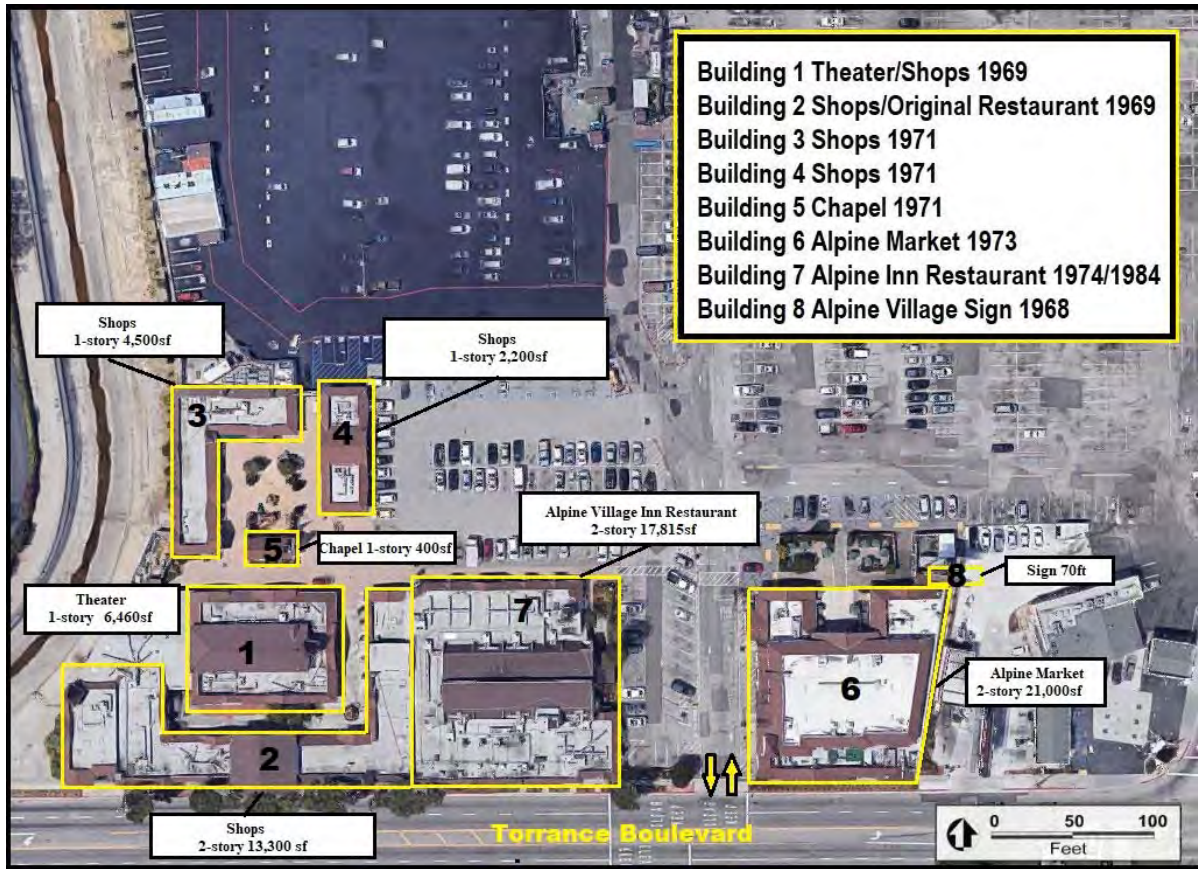 Building 1 Theater/Shops 1969
Building 2 Shops/Original Restaurant 1969
Building 3 Shops 1971
Building 4 Shops 1971
Building 5 Chapel 1971
Building 6 Alpine Market 1973
Building 7 Alpine Inn Restaurant 1974/1984
Building 8 Alpine Village Sign 1968
Shops
1-story 4,500sf
Shops
1-story 2,200sf
3
4
Alpine Village Inn Restaurant
2-story 17,815sf
5
Chapel 1-story 400sf
8
Sign 70ft
Theater
1-story 6,460sf
7
1
6
Alpine Market
2-story 21,000sf
2
Shops
2-story 13,300 sf
Torrance Boulevard
0 50 100
Feet
KEEP
KEEP